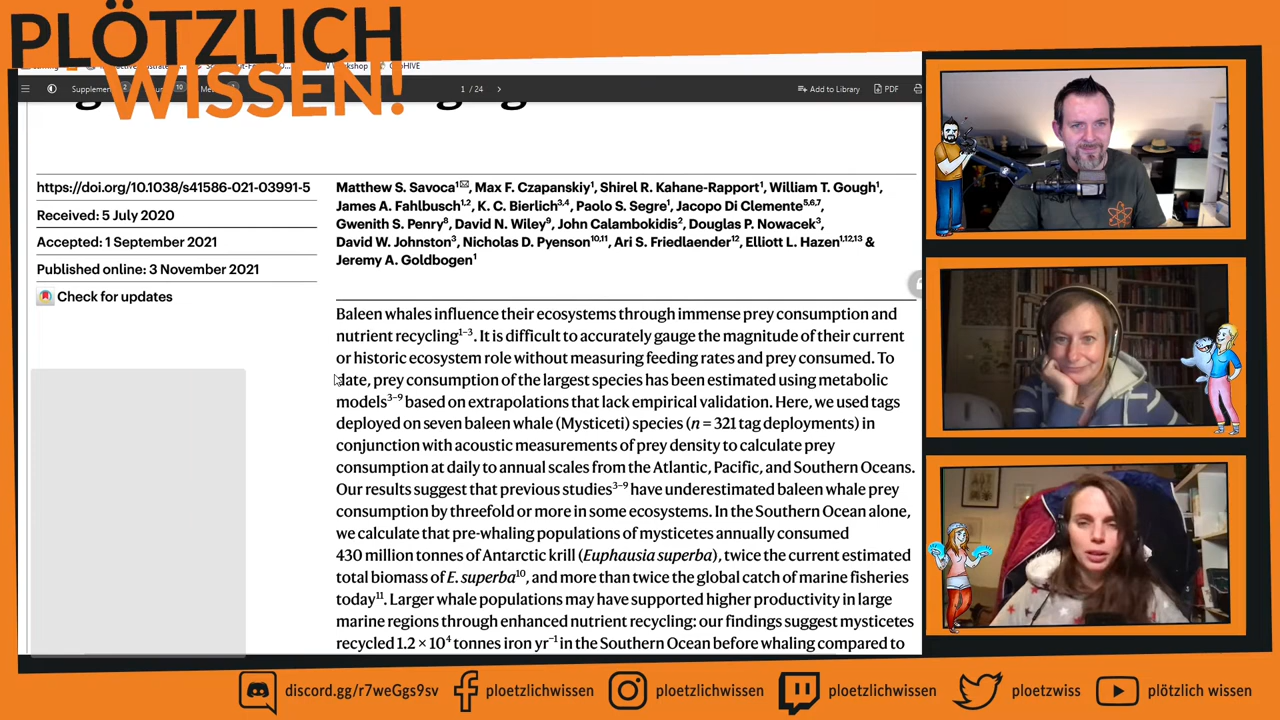 PLÖTZLICH
WISSEN!
Supplem
1 / 24
Add to Library
PDF
https://doi.org/10.1038/s41586-021-03991-5
Received: 5 July 2020
Accepted: 1 September 2021
Published online: 3 November 2021
Check for updates
Matthew S. Savoca1✉, Max F. Czapanskiy1, Shirel R. Kahane-Rapport1, William T. Gough1,
James A. Fahlbusch1,2, K. C. Bierlich3,4, Paolo S. Segre1, Jacopo Di Clemente5,6,7,
Gwenith S. Penry8, David N. Wiley9, John Calambokidis2, Douglas P. Nowacek3,
David W. Johnston3, Nicholas D. Pyenson10,11, Ari S. Friedlaender12, Elliott L. Hazen1,12,13 &
Jeremy A. Goldbogen1
Baleen whales influence their ecosystems through immense prey consumption and
nutrient recycling1–3. It is difficult to accurately gauge the magnitude of their current
or historic ecosystem role without measuring feeding rates and prey consumed. To
date, prey consumption of the largest species has been estimated using metabolic
models3–9 based on extrapolations that lack empirical validation. Here, we used tags
deployed on seven baleen whale (Mysticeti) species (n = 321 tag deployments) in
conjunction with acoustic measurements of prey density to calculate prey
consumption at daily to annual scales from the Atlantic, Pacific, and Southern Oceans.
Our results suggest that previous studies3–9 have underestimated baleen whale prey
consumption by threefold or more in some ecosystems. In the Southern Ocean alone,
we calculate that pre-whaling populations of mysticetes annually consumed
430 million tonnes of Antarctic krill (Euphausia superba), twice the current estimated
total biomass of E. superba10, and more than twice the global catch of marine fisheries
today11. Larger whale populations may have supported higher productivity in large
marine regions through enhanced nutrient recycling: our findings suggest mysticetes
recycled 1.2 × 10⁴ tonnes iron yr⁻¹ in the Southern Ocean before whaling compared to
discord.gg/r7weGgs9sv
ploetzlichwissen
ploetzlichwissen
ploetzlichwissen
ploetzwiss
plötzlich wissen